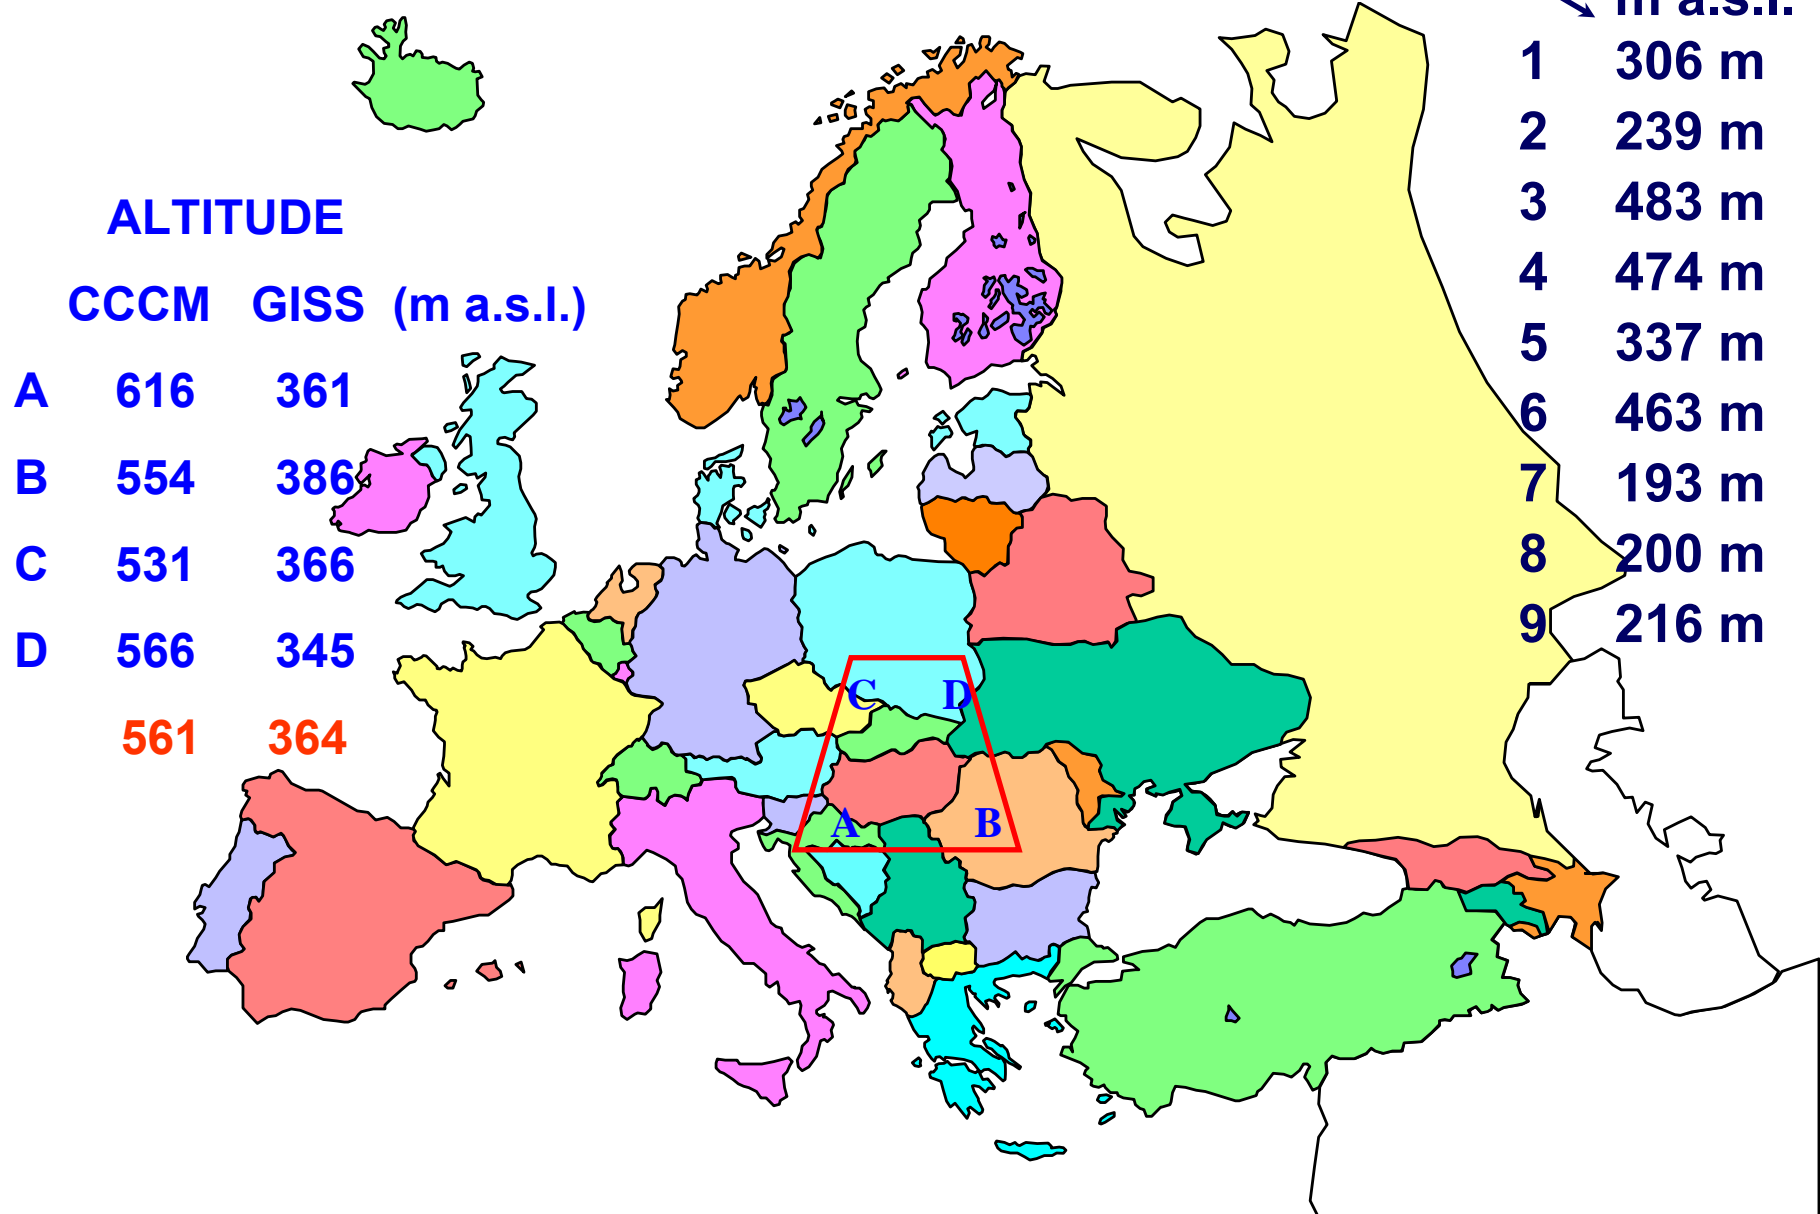 m a.s.l.
1 306 m
2 239 m
3 483 m
4 474 m
5 337 m
6 463 m
7 193 m
8 200 m
9 216 m
ALTITUDE
CCCM GISS (m a.s.l.)
A 616 361
B 554 386
C 531 366
D 566 345
561 364
C D
A B